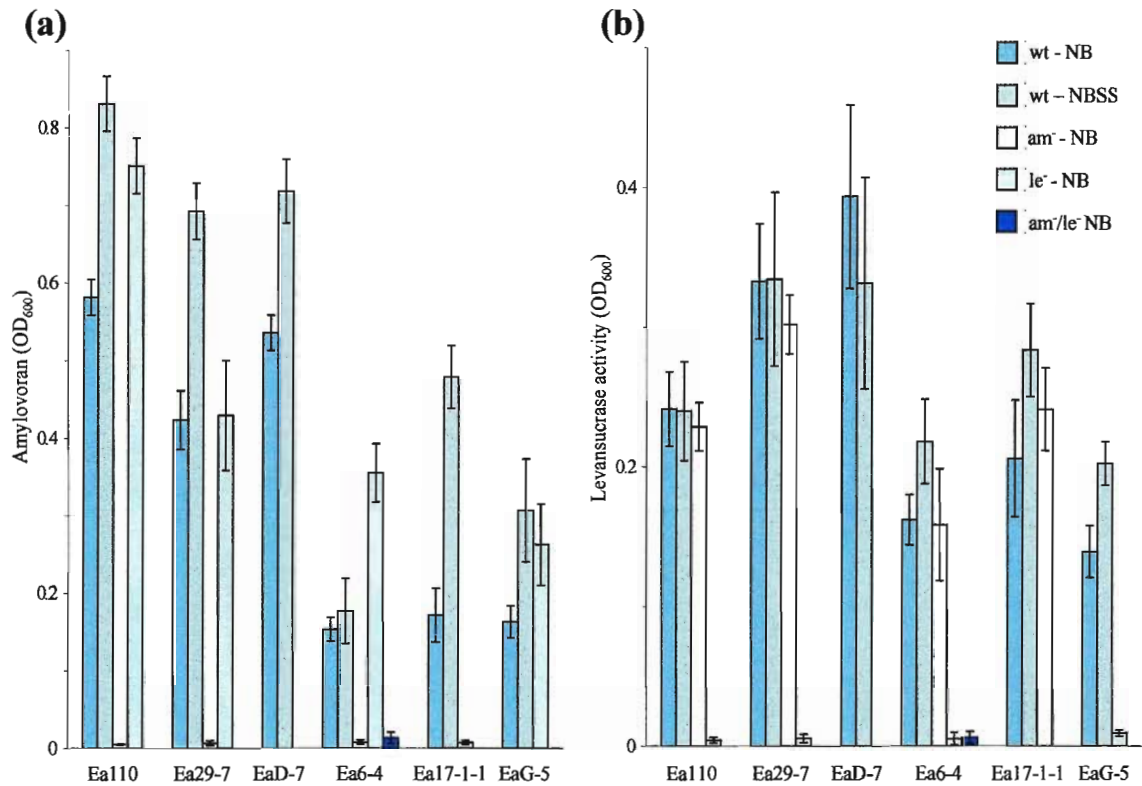 (a)
(b)
Amylovoran (OD600)
0.8
0.6
0.4
0.2
0
Ea110 Ea29-7 EaD-7 Ea6-4 Ea17-1-1 EaG-5
Levansucrase activity (OD600)
0.4
0.2
0
Ea110 Ea29-7 EaD-7 Ea6-4 Ea17-1-1 EaG-5
wt - NB
wt – NBSS
am⁻ - NB
le⁻ - NB
am⁻/le⁻ NB